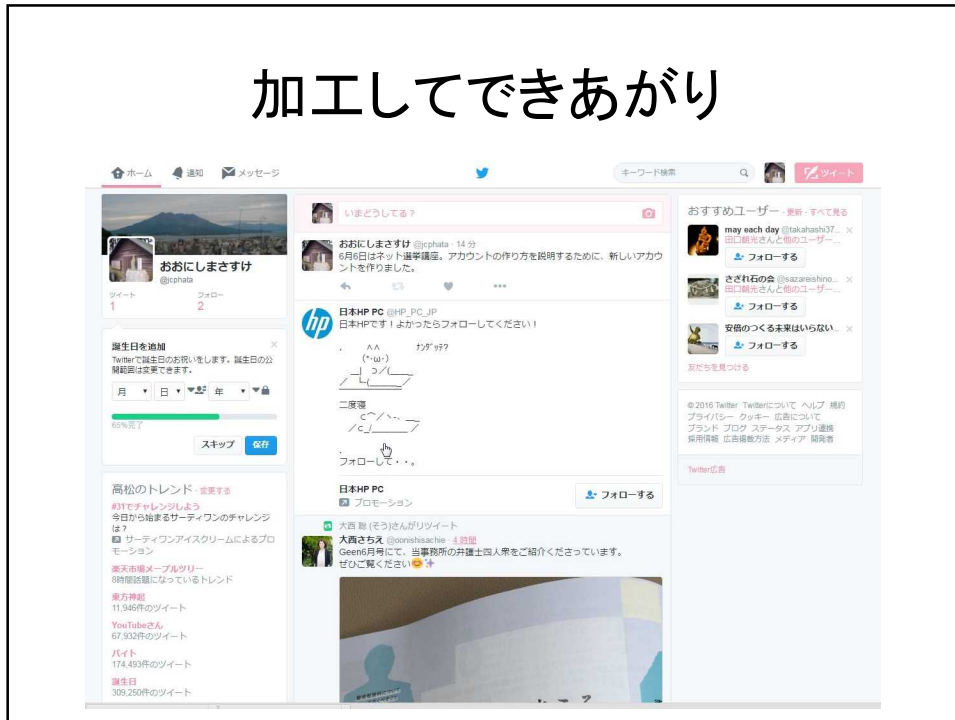 加工してできあがり
ホーム 通知 メッセージ キーワード検索 ツイート
おおにしまさすけ
@jcphata
ツイート フォロー
1 2
誕生日を追加 ×
Twitterで誕生日のお祝いをします。誕生日の公
開範囲は変更できます。
月 日 年
65%完了
スキップ 保存
高松のトレンド · 変更する
#31でチャレンジしよう
今日から始まるサーティワンのチャレンジ
は？
サーティワンアイスクリームによるプロ
モーション
楽天市場メープルツリー
8時間話題になっているトレンド
東方神起
11,946件のツイート
YouTubeさん
67,932件のツイート
バイト
174,493件のツイート
誕生日
309,250件のツイート
いまどうしてる？
おおにしまさすけ @jcphata · 14 分
6月6日はネット選挙講座。アカウントの作り方を説明するために、新しいアカウ
ントを作りました。
日本HP PC @HP_PC_JP
日本HPです！よかったらフォローしてください！
. ∧∧ ﾅﾝﾀﾞｯﾃ?
(･ω･)
＿| ⊃／(＿＿
／ └-(＿＿＿_／
二度寝
⊂⌒／ヽ-、＿
／⊂_/＿＿＿＿ ／
.
フォローして・・。
日本HP PC
プロモーション
フォローする
大西 聡 (そう)さんがリツイート
大西さちえ @oonishisachie · 4 時間
Geen6月号にて、当事務所の弁護士四人衆をご紹介くださっています。
ぜひご覧ください😊✨
おすすめユーザー · 更新 · すべて見る
may each day @takahashi37... ×
田口朝光さんと他のユーザー...
フォローする
さざれ石の会 @sazareishino... ×
田口朝光さんと他のユーザー...
フォローする
安倍のつくる未来はいらない... ×
フォローする
友だちを見つける
© 2016 Twitter Twitterについて ヘルプ 規約
プライバシー クッキー 広告について
ブランド ブログ ステータス アプリ連携
採用情報 広告掲載方法 メディア 開発者
Twitter広告